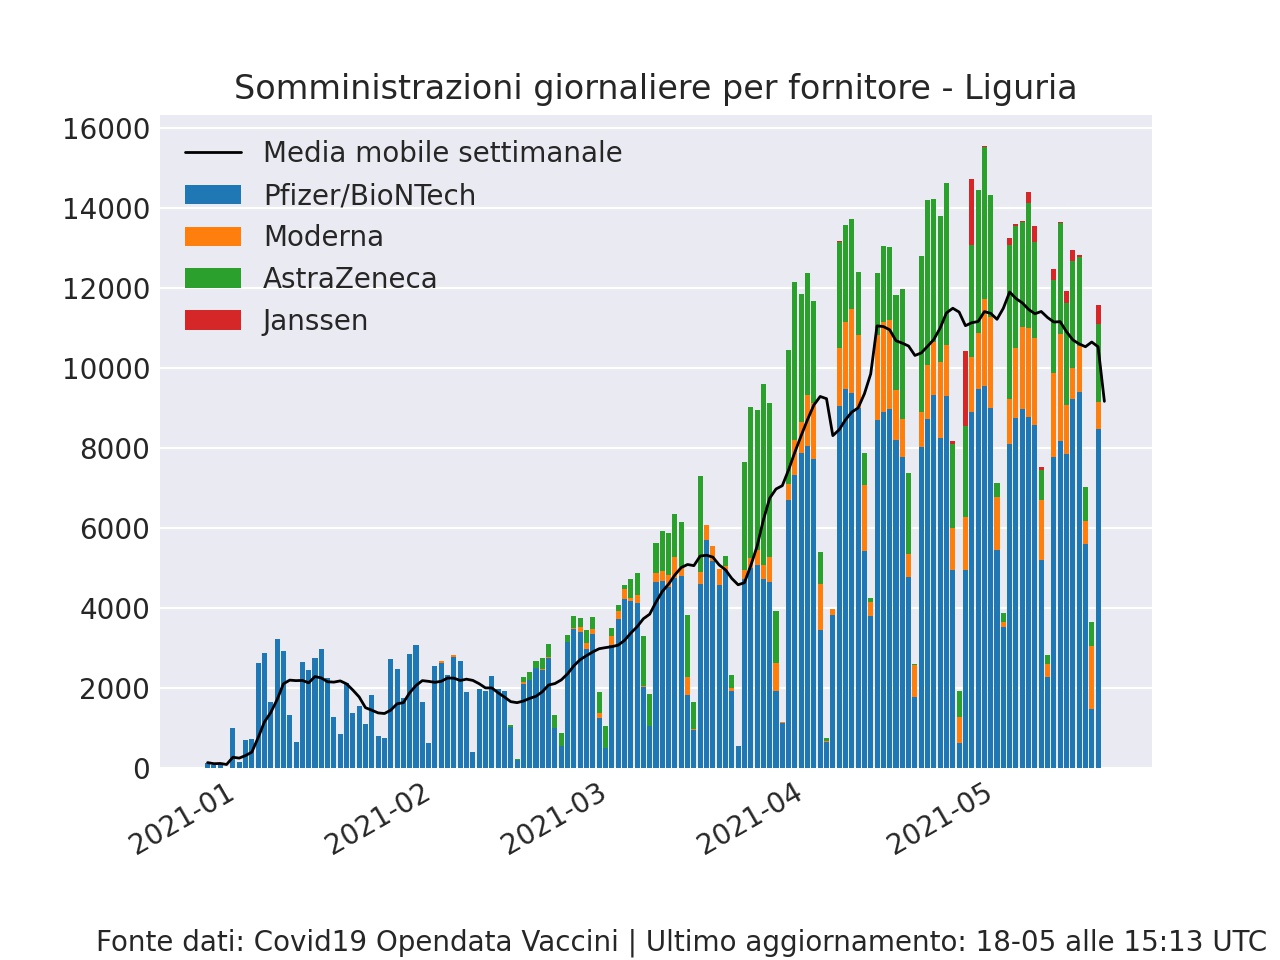 Somministrazioni giornaliere per fornitore - Liguria
16000
14000
12000
10000
8000
6000
4000
2000
0
Media mobile settimanale
Pfizer/BioNTech
Moderna
AstraZeneca
Janssen
2021-01
2021-02
2021-03
2021-04
2021-05
Fonte dati: Covid19 Opendata Vaccini | Ultimo aggiornamento: 18-05 alle 15:13 UTC